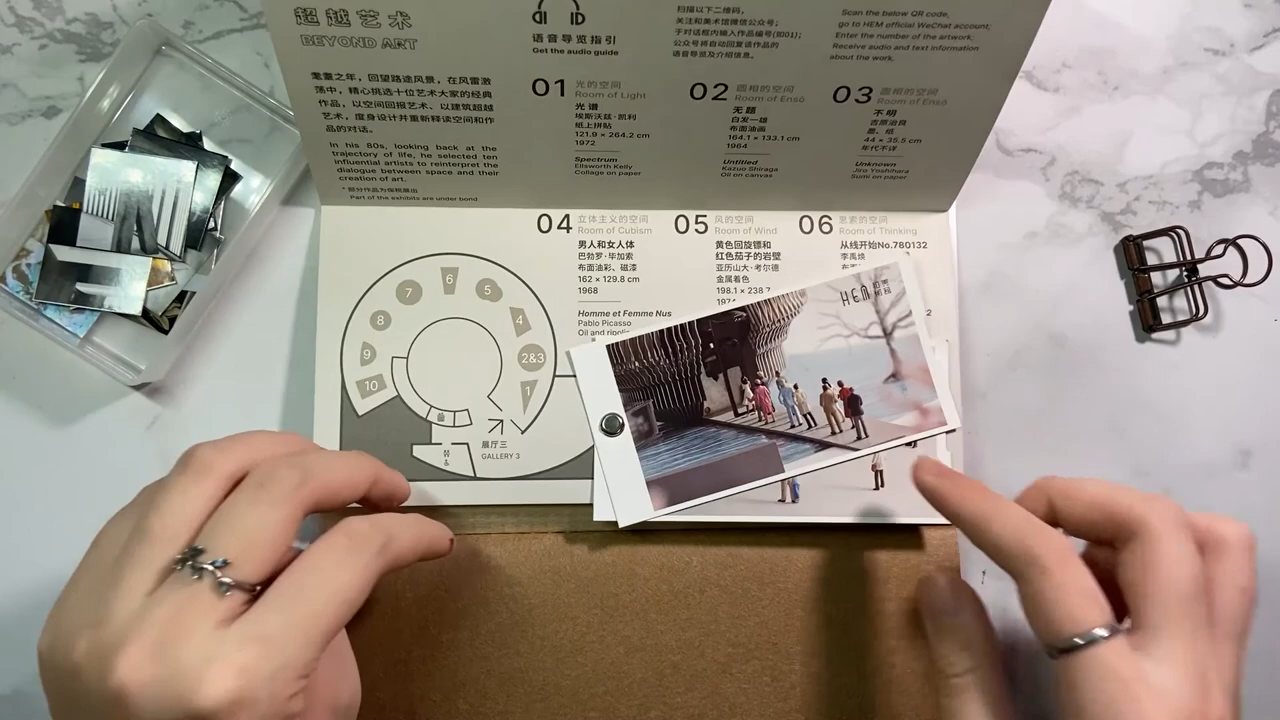 超越艺术
BEYOND ART
耄耋之年，回望路途风景，在风雷激
荡中，精心挑选十位艺术大家的经典
作品，以空间回报艺术、以建筑超越
艺术，度身设计并重新释读空间和作
品的对话。
In his 80s, looking back at the
trajectory of life, he selected ten
influential artists to reinterpret the
dialogue between space and their
creation of art.
* 部分作品为保税展出
Part of the exhibits are under bond
语音导览指引
Get the audio guide
扫描以下二维码，
关注和美术馆微信公众号；
于对话框内输入作品编号(如01)；
公众号将自动回复该作品的
语音导览及介绍信息。
Scan the below QR code,
go to HEM official WeChat account;
Enter the number of the artwork,
Receive audio and text information
about the work.
01 光的空间
Room of Light
光谱
埃斯沃兹·凯利
纸上拼贴
121.9 × 264.2 cm
1972
Spectrum
Ellsworth Kelly
Collage on paper
02 圆相的空间
Room of Ensō
无题
白发一雄
布面油画
164.1 × 133.1 cm
1964
Untitled
Kazuo Shiraga
Oil on canvas
03 圆相的空间
Room of Ensō
不明
吉原治良
墨、纸
44 × 35.5 cm
年代不详
Unknown
Jiro Yoshihara
Sumi on paper
04 立体主义的空间
Room of Cubism
男人和女人体
巴勃罗·毕加索
布面油彩、磁漆
162 × 129.8 cm
1968
Homme et Femme Nus
Pablo Picasso
Oil and ripolin
05 风的空间
Room of Wind
黄色回旋镖和
红色茄子的岩壁
亚历山大·考尔德
金属着色
198.1 × 238.7
1974
06 思索的空间
Room of Thinking
从线开始No.780132
李禹焕
布面
2
7
6
5
8
4
9
2&3
10
1
展厅三
GALLERY 3
HEM 和美術館